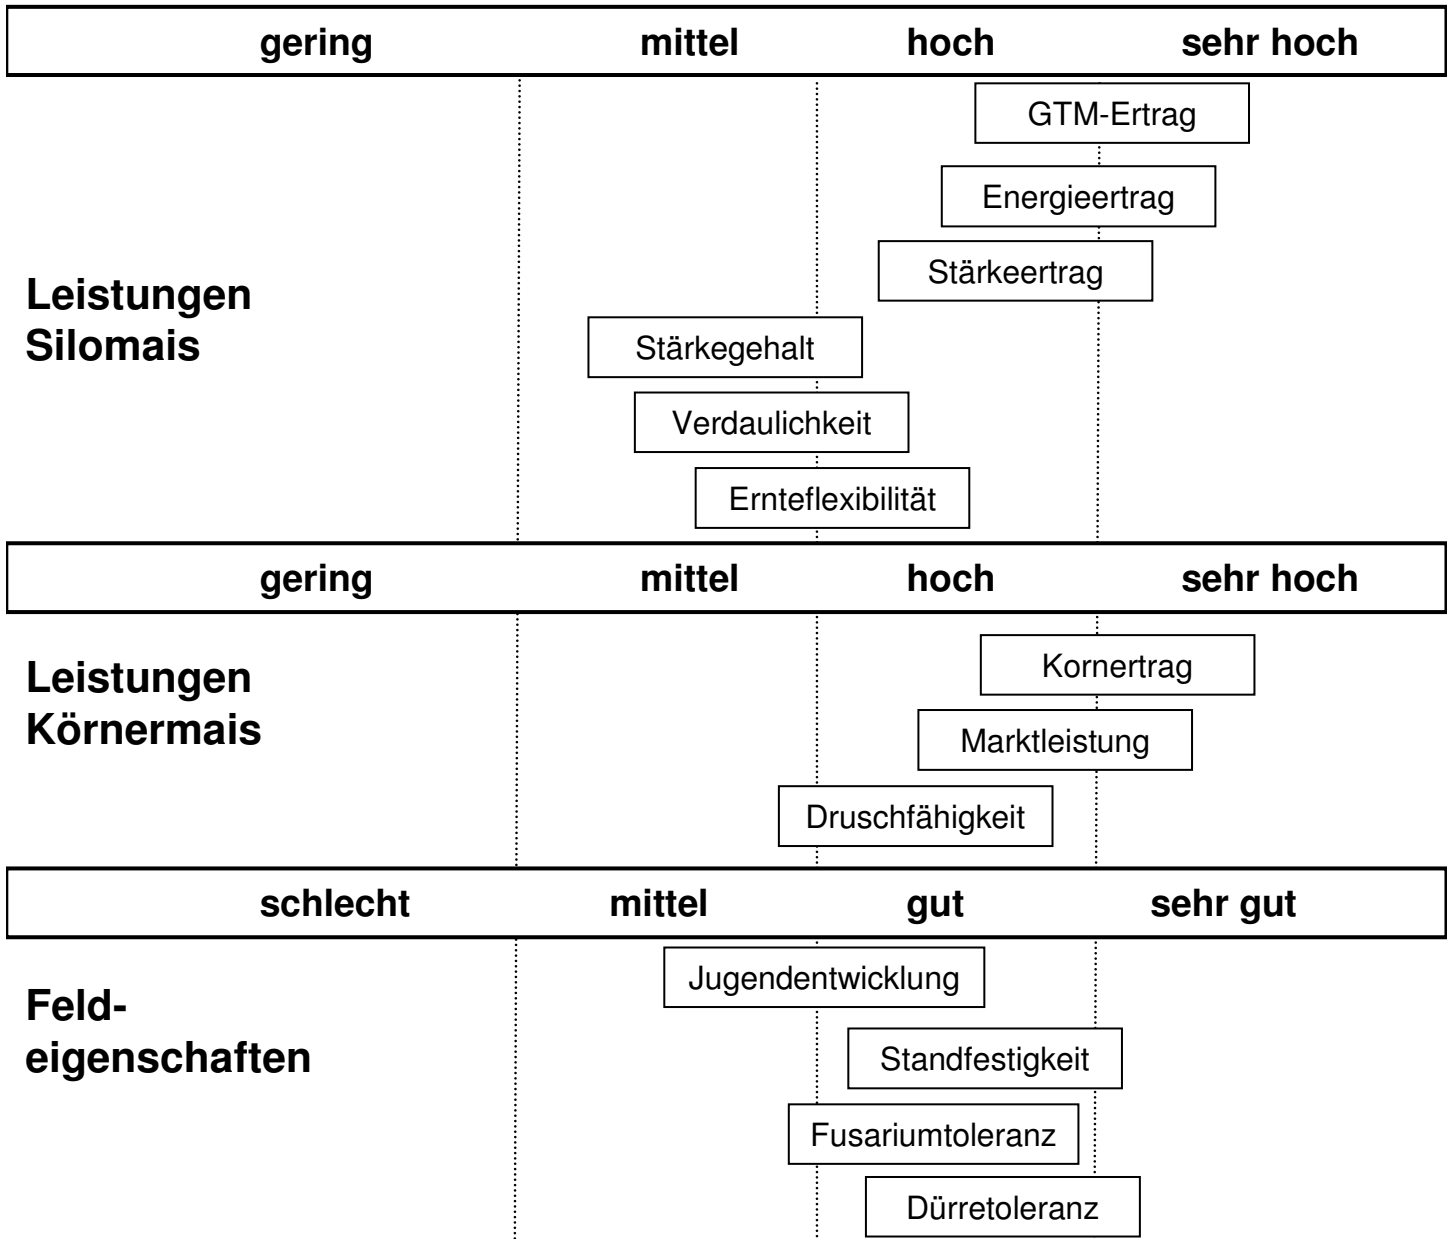 gering mittel hoch sehr hoch
GTM-Ertrag
Energieertrag
Stärkeertrag
Leistungen
Silomais
Stärkegehalt
Verdaulichkeit
Ernteflexibilität
gering mittel hoch sehr hoch
Leistungen
Körnermais
Kornertrag
Marktleistung
Druschfähigkeit
schlecht mittel gut sehr gut
Feld-
eigenschaften
Jugendentwicklung
Standfestigkeit
Fusariumtoleranz
Dürretoleranz